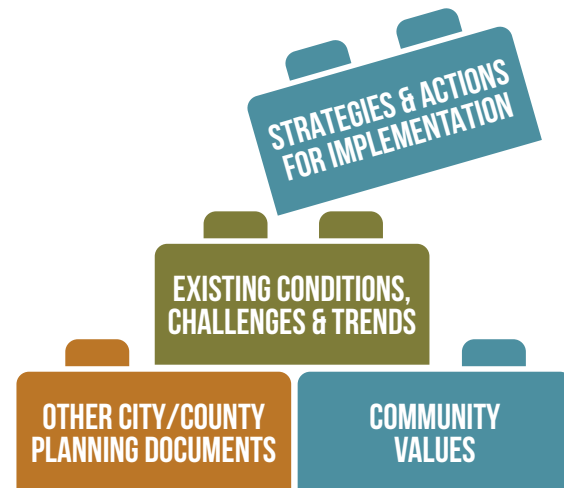 STRATEGIES & ACTIONS
FOR IMPLEMENTATION
EXISTING CONDITIONS,
CHALLENGES & TRENDS
OTHER CITY/COUNTY
PLANNING DOCUMENTS
COMMUNITY
VALUES